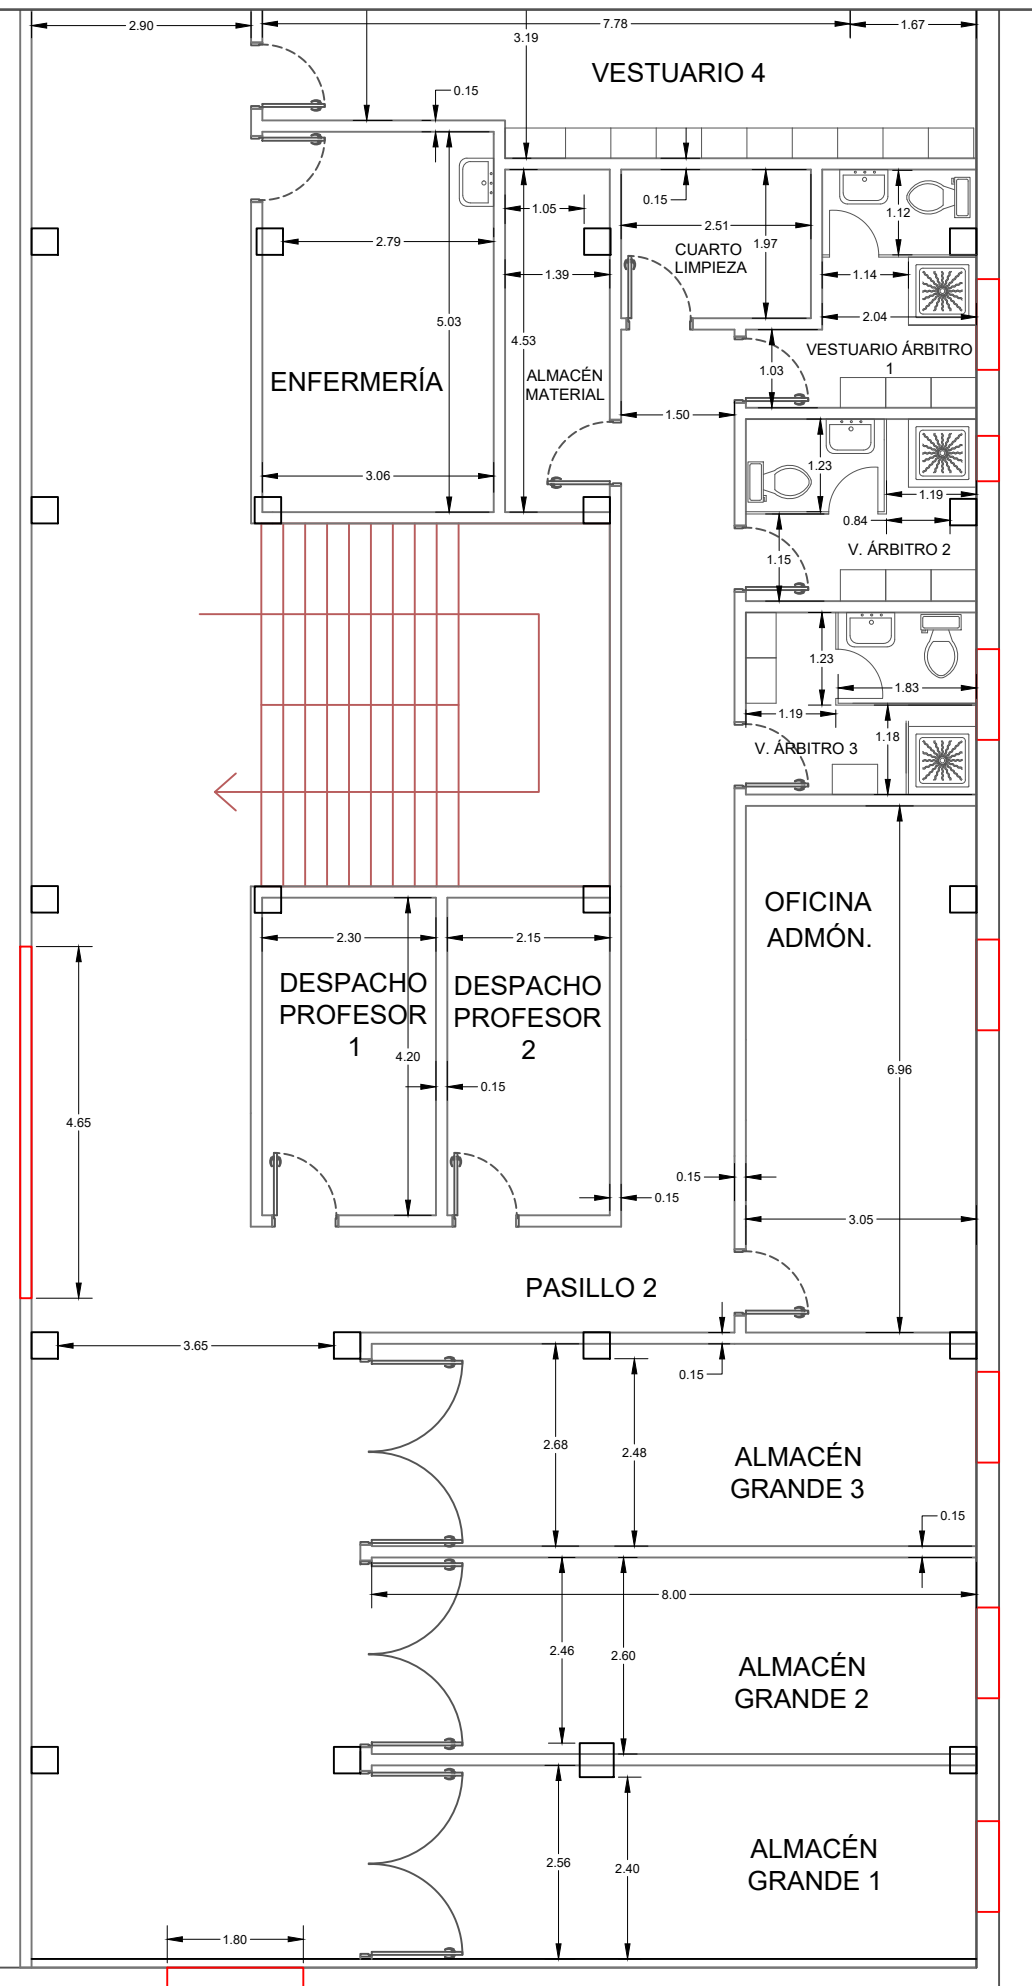 2.90
7.78
1.67
3.19
VESTUARIO 4
0.15
0.15
1.05
2.51
1.12
2.79
1.97
CUARTO
LIMPIEZA
1.39
1.14
5.03
2.04
4.53
VESTUARIO ÁRBITRO
1
1.03
ENFERMERÍA
ALMACÉN
MATERIAL
1.50
3.06
1.23
1.19
0.84
V. ÁRBITRO 2
1.15
1.23
1.83
1.19
1.18
V. ÁRBITRO 3
OFICINA
ADMÓN.
2.30
2.15
DESPACHO
PROFESOR
1
DESPACHO
PROFESOR
2
4.20
6.96
0.15
4.65
0.15
0.15
3.05
PASILLO 2
3.65
0.15
2.68
2.48
ALMACÉN
GRANDE 3
0.15
8.00
2.46
2.60
ALMACÉN
GRANDE 2
2.56
2.40
ALMACÉN
GRANDE 1
1.80